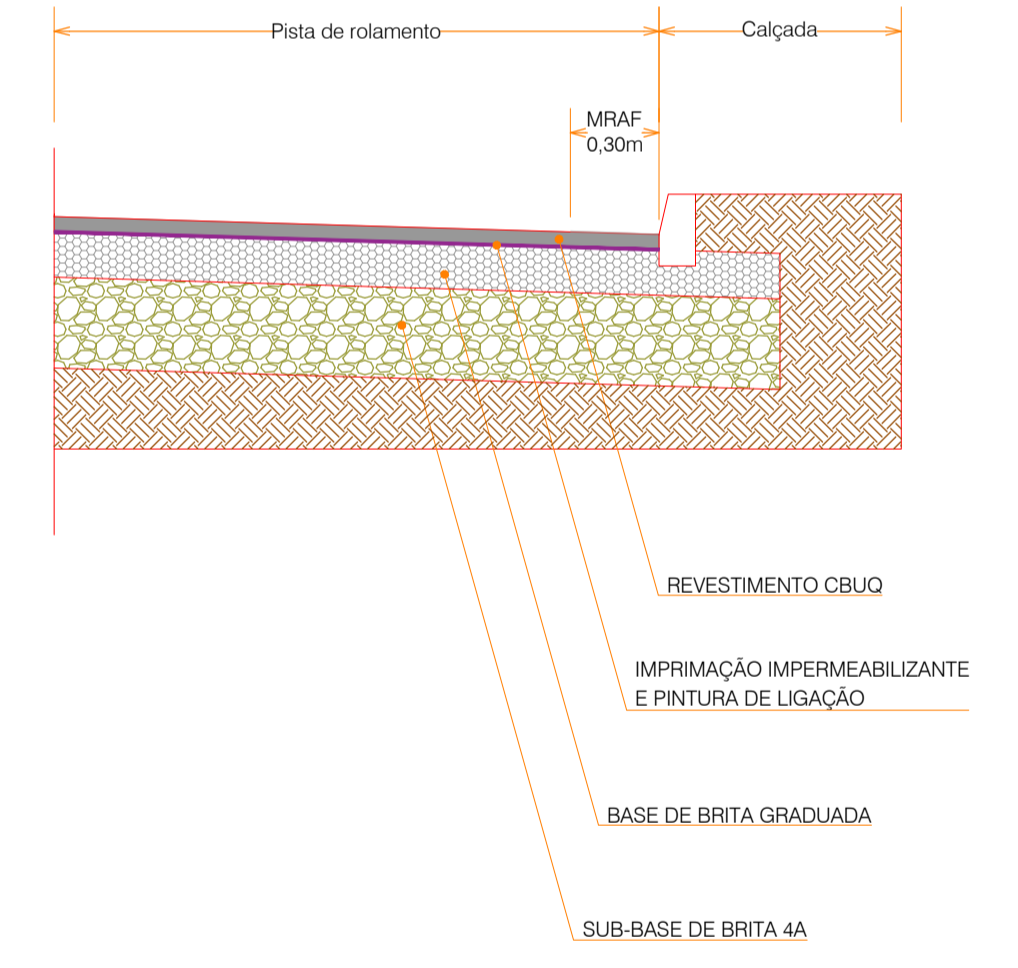 Pista de rolamento
Calçada
MRAF
0,30m
REVESTIMENTO CBUQ
IMPRIMAÇÃO IMPERMEABILIZANTE
E PINTURA DE LIGAÇÃO
BASE DE BRITA GRADUADA
SUB-BASE DE BRITA 4A